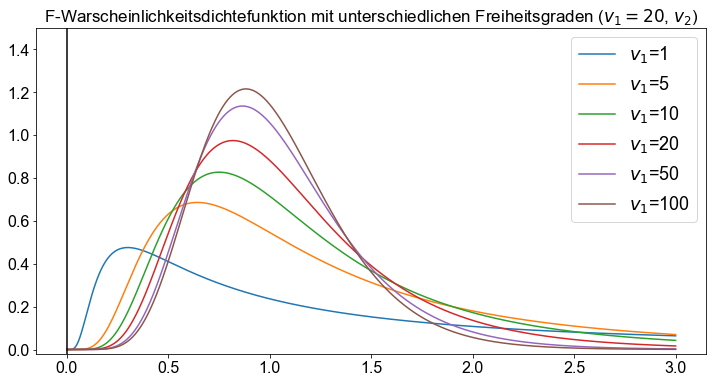 F-Warscheinlichkeitsdichtefunktion mit unterschiedlichen Freiheitsgraden (v₁ = 20, v₂)
1.4
1.2
1.0
0.8
0.6
0.4
0.2
0.0
v₁=1
v₁=5
v₁=10
v₁=20
v₁=50
v₁=100
0.0 0.5 1.0 1.5 2.0 2.5 3.0